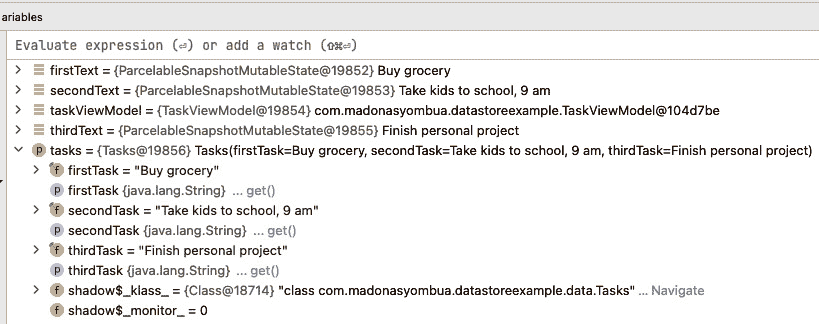 ariables
Evaluate expression (⏎) or add a watch (⇧⌘⏎)
firstText = {ParcelableSnapshotMutableState@19852} Buy grocery
secondText = {ParcelableSnapshotMutableState@19853} Take kids to school, 9 am
taskViewModel = {TaskViewModel@19854} com.madonasyombua.datastoreexample.TaskViewModel@104d7be
thirdText = {ParcelableSnapshotMutableState@19855} Finish personal project
p tasks = {Tasks@19856} Tasks(firstTask=Buy grocery, secondTask=Take kids to school, 9 am, thirdTask=Finish personal project)
f firstTask = "Buy grocery"
p firstTask {java.lang.String} ... get()
f secondTask = "Take kids to school, 9 am"
p secondTask {java.lang.String} ... get()
f thirdTask = "Finish personal project"
p thirdTask {java.lang.String} ... get()
f shadow$_klass_ = {Class@18714} "class com.madonasyombua.datastoreexample.data.Tasks" ... Navigate
f shadow$_monitor_ = 0